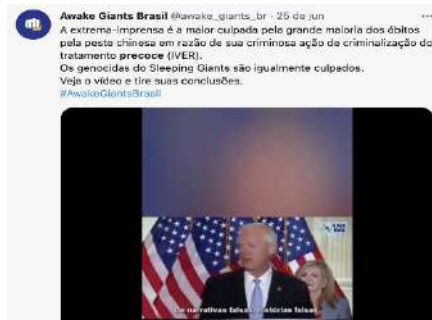 Awake Giants Brasil @awake_giants_br · 25 de jun
A extrema-imprensa é a maior culpada pela grande maioria dos óbitos
pela peste chinesa em razão de sua criminosa ação de criminalização do
tratamento precoce (IVER).
Os genocidas do Sleeping Giants são igualmente culpados.
Veja o vídeo e tire suas conclusões.
#AwakeGiantsBrasil
De narrativas falsas, histórias falsas